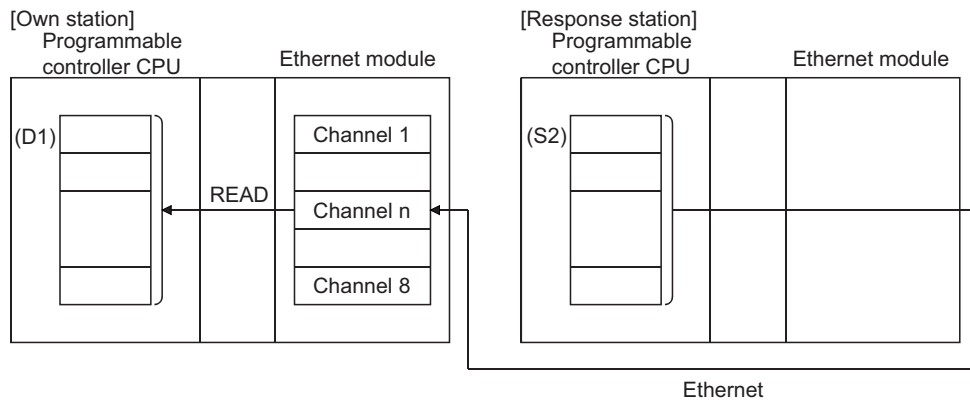 [Own station]
Programmable
controller CPU
Ethernet module
(D1)
READ
Channel 1
Channel n
Channel 8
[Response station]
Programmable
controller CPU
Ethernet module
(S2)
Ethernet